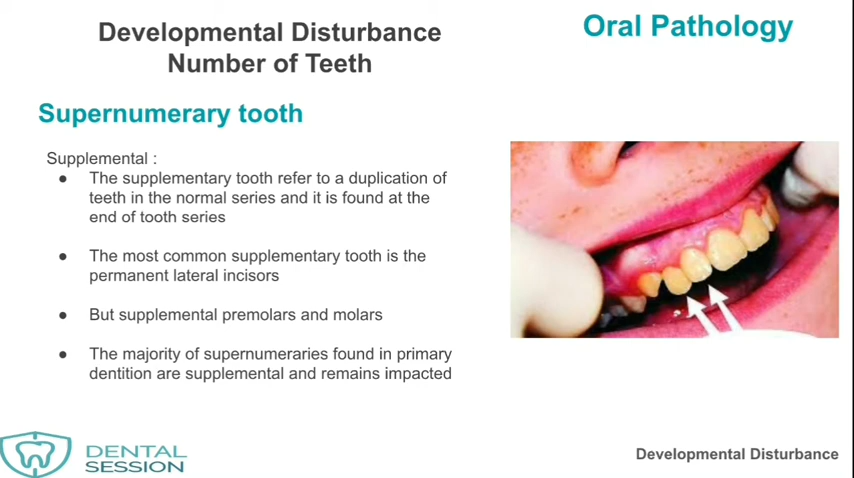 Developmental Disturbance
Number of Teeth
Oral Pathology
Supernumerary tooth
Supplemental :
● The supplementary tooth refer to a duplication of
teeth in the normal series and it is found at the
end of tooth series
● The most common supplementary tooth is the
permanent lateral incisors
● But supplemental premolars and molars
● The majority of supernumeraries found in primary
dentition are supplemental and remains impacted
DENTAL
SESSION
Developmental Disturbance